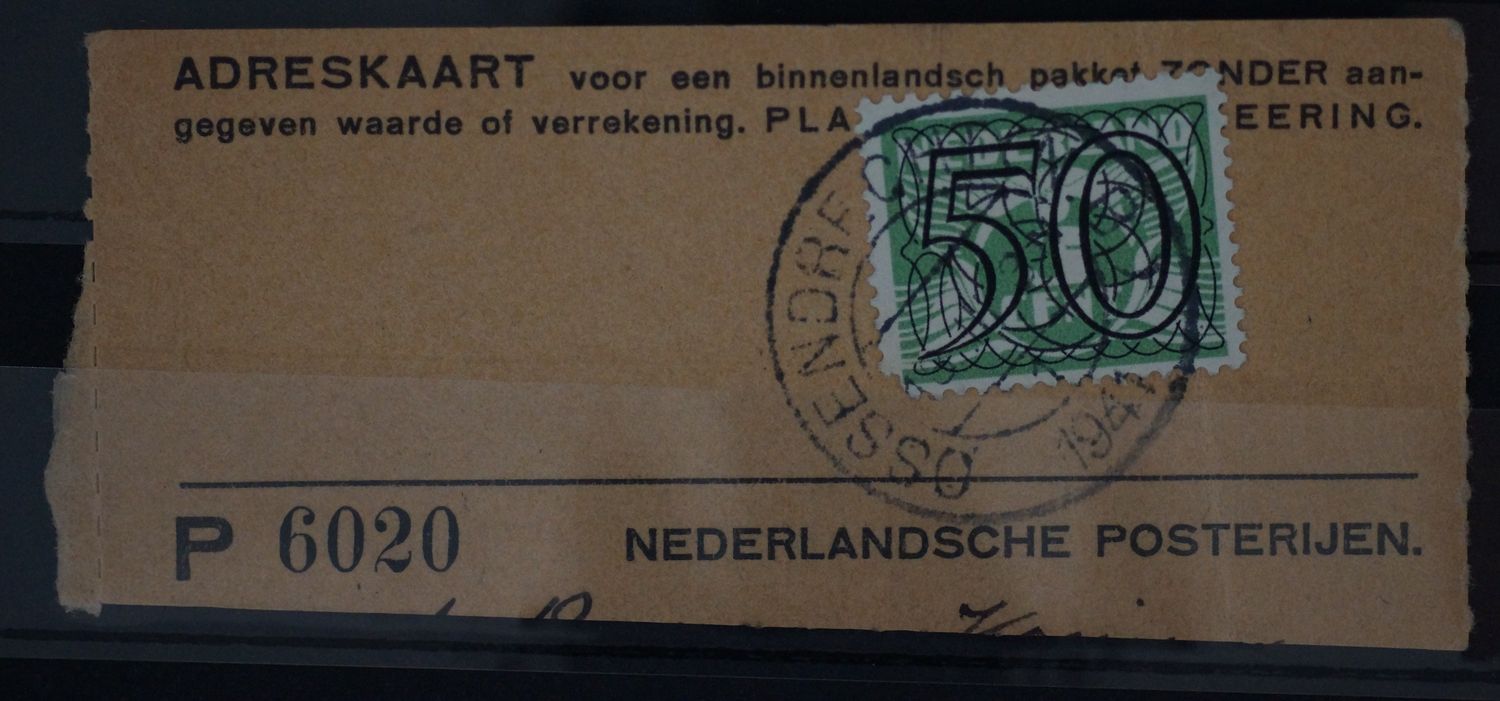 ADRESKAART voor een binnenlandsch pakket ZONDER aan-
gegeven waarde of verrekening. PLA EERING.
50
OSSENDRECHT
194
P 6020 NEDERLANDSCHE POSTERIJEN.